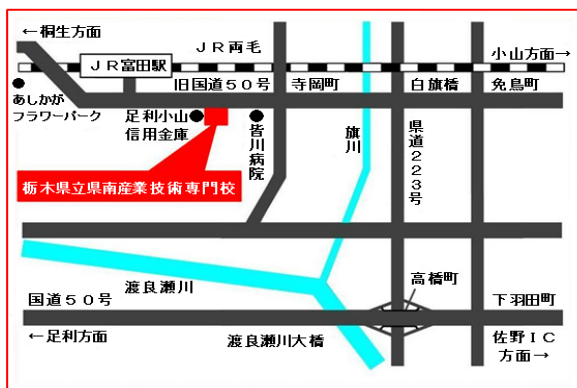 ←桐生方面
ＪＲ両毛
小山方面→
ＪＲ富田駅
旧国道５０号
寺岡町
白旗橋
免鳥町
あしかが
フラワーパーク
足利小山
信用金庫
皆川病院
旗川
県道２２３号
栃木県立県南産業技術専門校
渡良瀬川
高橋町
国道５０号
下羽田町
←足利方面
渡良瀬川大橋
佐野ＩＣ
方面→